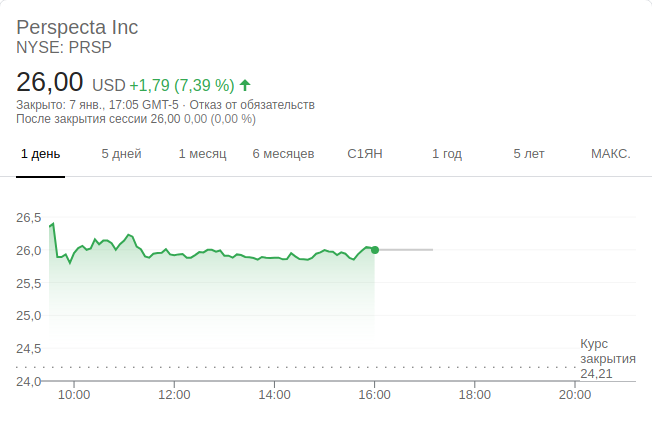 Perspecta Inc
NYSE: PRSP
26,00 USD +1,79 (7,39 %)
Закрыто: 7 янв., 17:05 GMT-5 · Отказ от обязательств
После закрытия сессии 26,00 0,00 (0,00 %)
1 день 5 дней 1 месяц 6 месяцев С1ЯН 1 год 5 лет МАКС.
26,5
26,0
25,5
25,0
24,5
Курс
закрытия
24,21
24,0
10:00 12:00 14:00 16:00 18:00 20:00